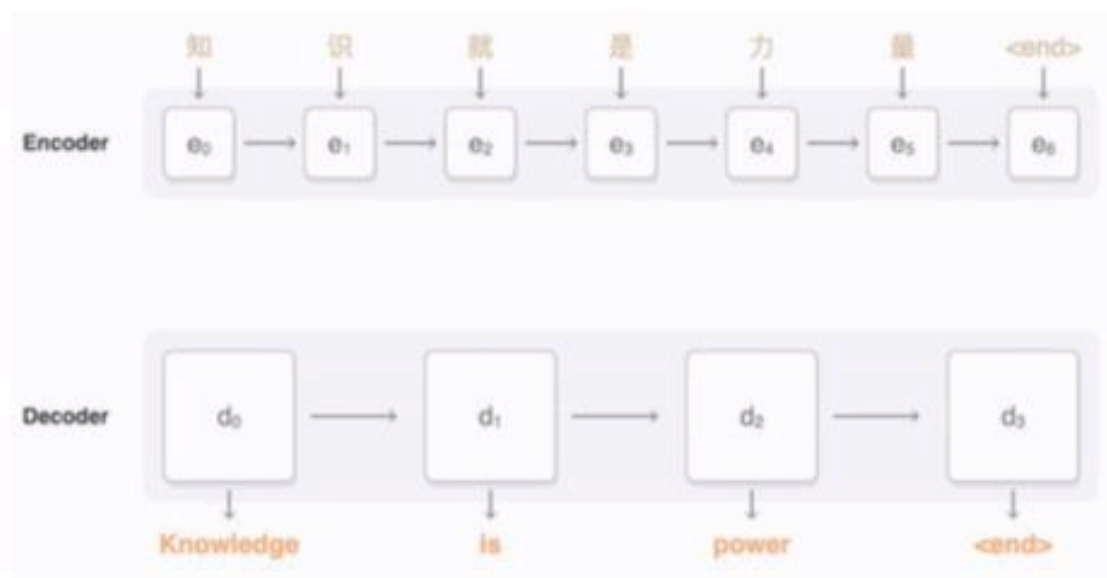 知 识 就 是 力 量 <end>
Encoder e₀ e₁ e₂ e₃ e₄ e₅ e₆
Decoder d₀ d₁ d₂ d₃
Knowledge is power <end>